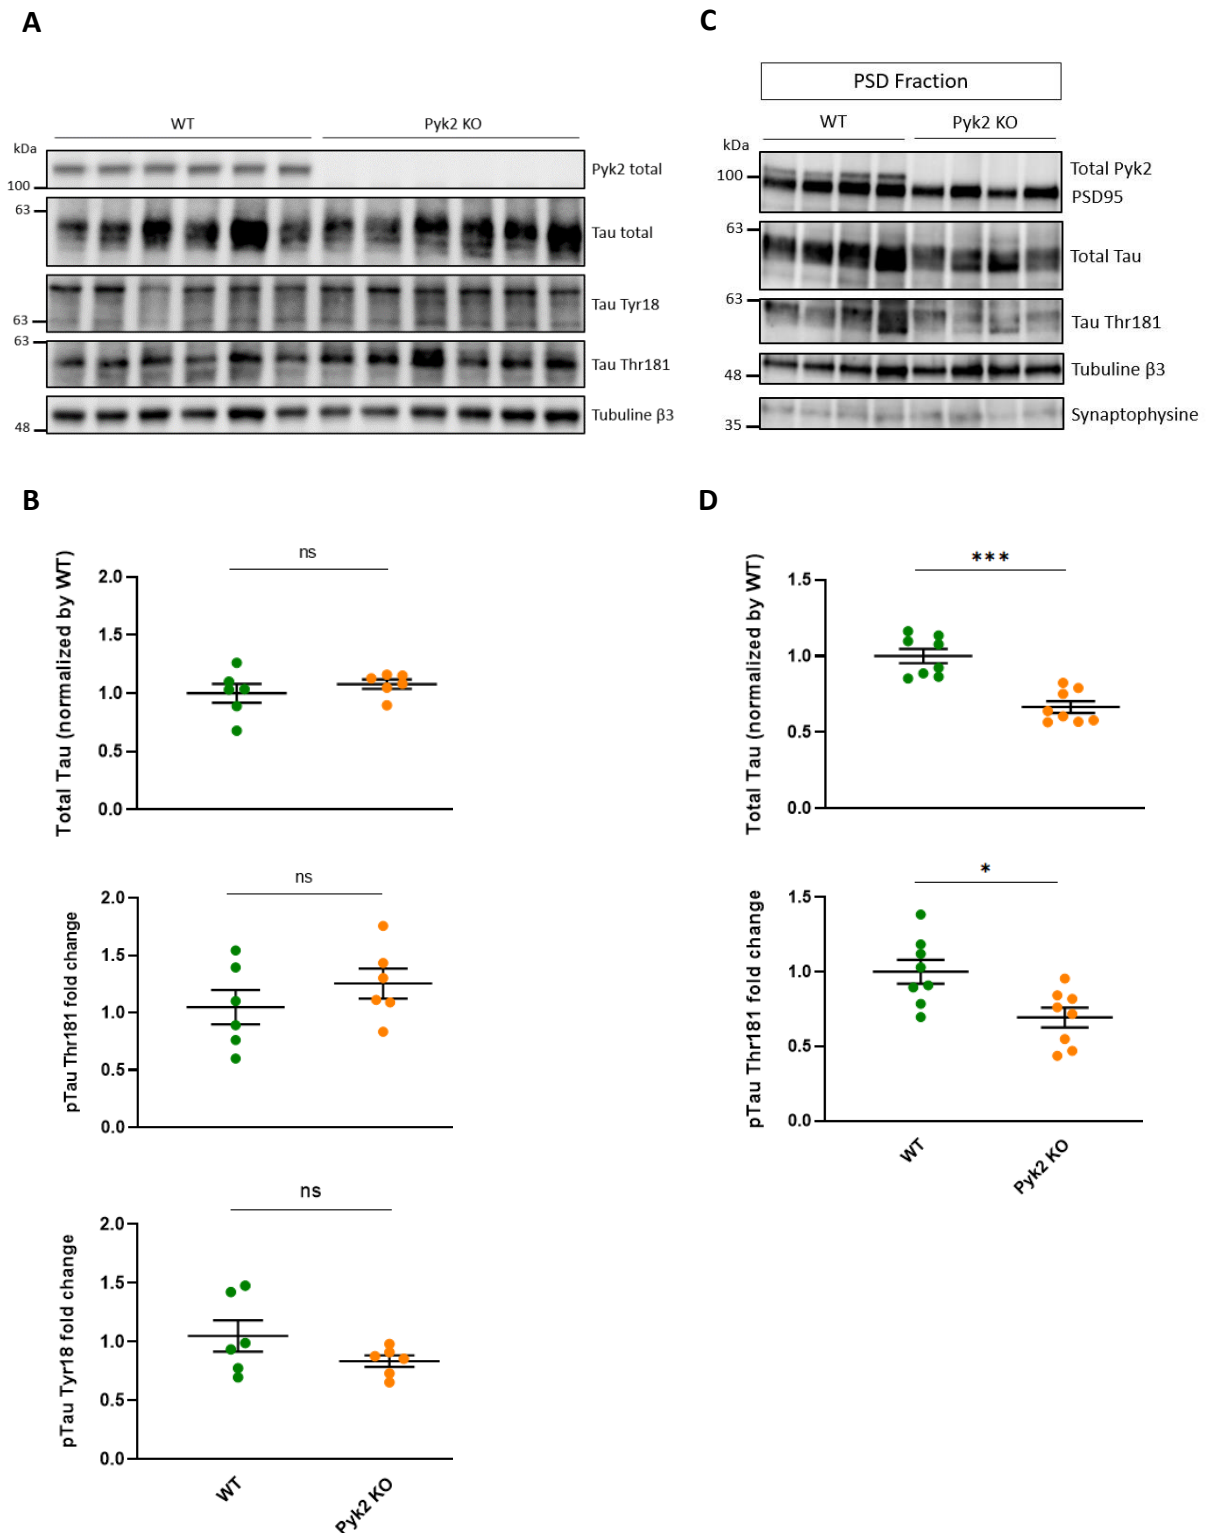 A
WT
Pyk2 KO
kDa
100
Pyk2 total
63
Tau total
63
Tau Tyr18
63
Tau Thr181
48
Tubuline β3
C
PSD Fraction
WT
Pyk2 KO
kDa
100
Total Pyk2
PSD95
63
Total Tau
63
Tau Thr181
48
Tubuline β3
35
Synaptophysine
B
ns
Total Tau (normalized by WT)
2.0
1.5
1.0
0.5
0.0
ns
pTau Thr181 fold change
2.0
1.5
1.0
0.5
0.0
ns
pTau Tyr18 fold change
2.0
1.5
1.0
0.5
0.0
WT
Pyk2 KO
D
***
Total Tau (normalized by WT)
1.5
1.0
0.5
0.0
*
pTau Thr181 fold change
1.5
1.0
0.5
0.0
WT
Pyk2 KO